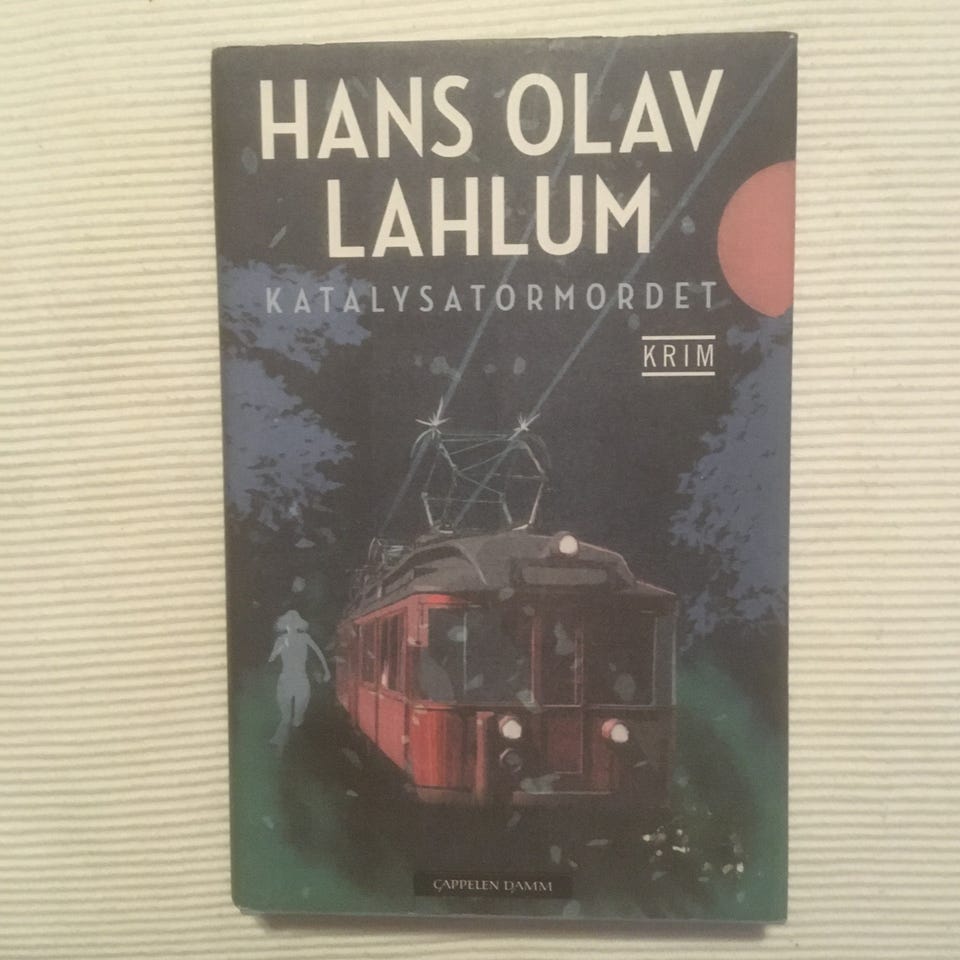 HANS OLAV
LAHLUM
KATALYSATORMORDET
KRIM
CAPPELEN DAMM